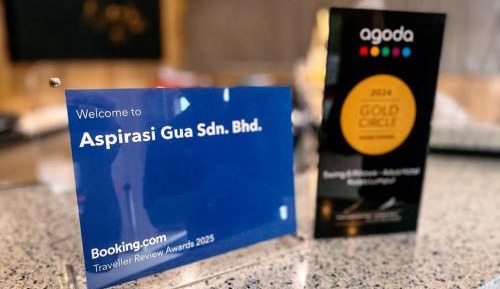 Welcome to
Aspirasi Gua Sdn. Bhd.
Booking.com
Traveller Review Awards 2025
agoda
2024
GOLD
CIRCLE